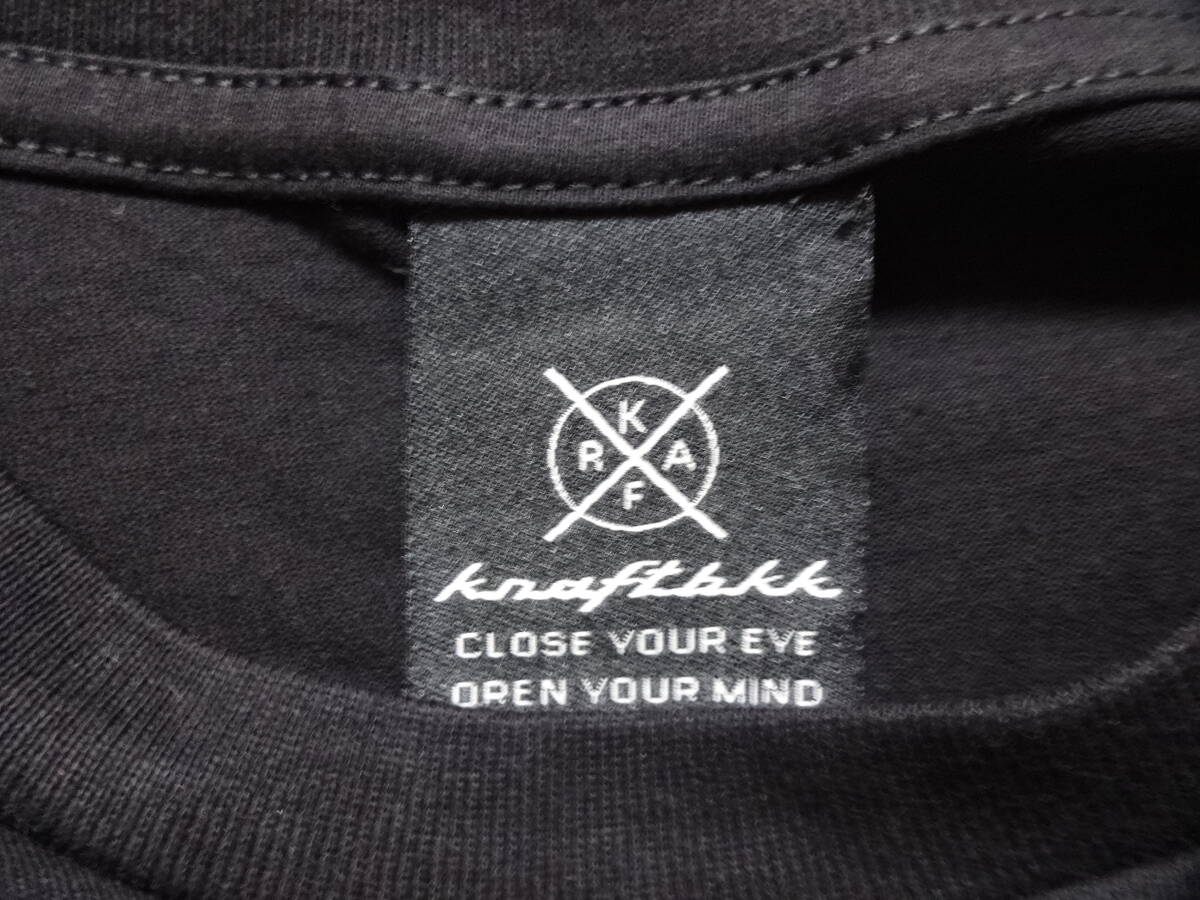 K
R A
F
kraftbkk
CLOSE YOUR EYE
OPEN YOUR MIND